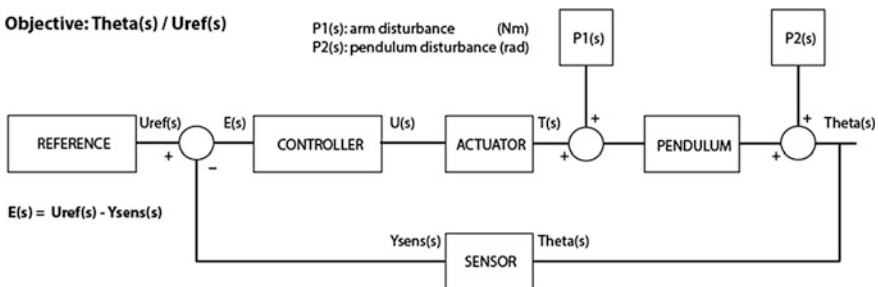 Objective: Theta(s) / Uref(s)
P1(s): arm disturbance (Nm)
P2(s): pendulum disturbance (rad)
P1(s)
P2(s)
REFERENCE
Uref(s)
+
−
E(s)
CONTROLLER
U(s)
ACTUATOR
T(s)
+
+
PENDULUM
+
+
Theta(s)
E(s) = Uref(s) - Ysens(s)
Ysens(s)
SENSOR
Theta(s)